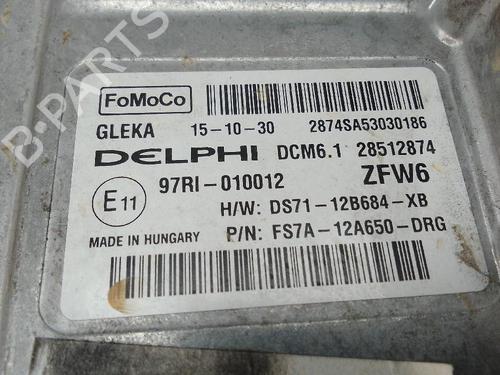 B-PARTS
FoMoCo
GLEKA 15-10-30 2874SA53030186
DELPHI DCM6.1 28512874
E11 97RI-010012 ZFW6
H/W: DS71-12B684-XB
MADE IN HUNGARY P/N: FS7A-12A650-DRG